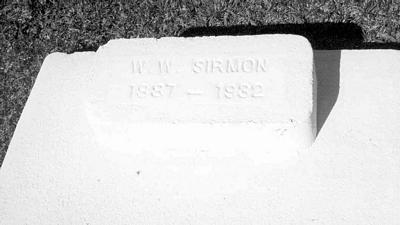 W. W. SIRMON
1887 — 1932